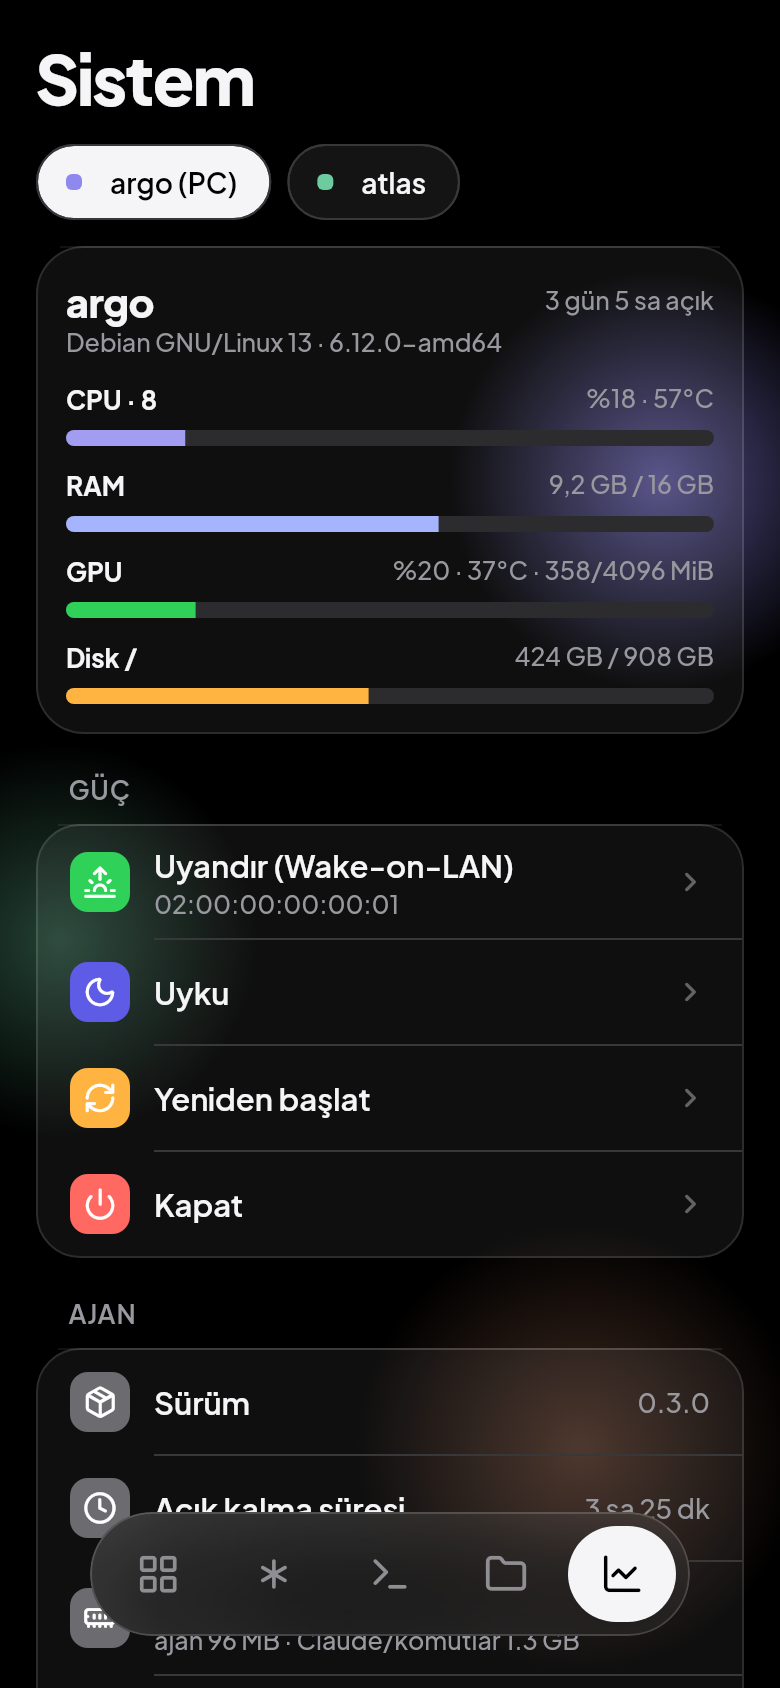 Sistem
argo (PC)
atlas
argo
3 gün 5 sa açık
Debian GNU/Linux 13 · 6.12.0-amd64
CPU · 8
%18 · 57°C
RAM
9,2 GB / 16 GB
GPU
%20 · 37°C · 358/4096 MiB
Disk /
424 GB / 908 GB
GÜÇ
Uyandır (Wake-on-LAN)
02:00:00:00:00:01
Uyku
Yeniden başlat
Kapat
AJAN
Sürüm
0.3.0
Açık kalma süresi
3 sa 25 dk
ajan 96 MB · Claude/komutlar 1.3 GB